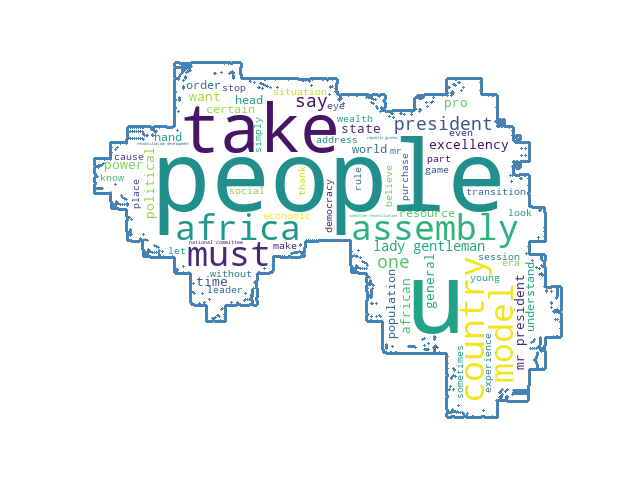 order stop situation
want head say eye pro
certain
take
wealth
state president
even
hand simply address excellency
reconciliation development republic guinea
cause power people world mr part
know political game
place social thank rule believe purchase transition
democracy
africa economic assembly resource look
national committee
must make lady gentleman
let session
without one era
time population general young
leader african u country model mr president understand
sometimes experience